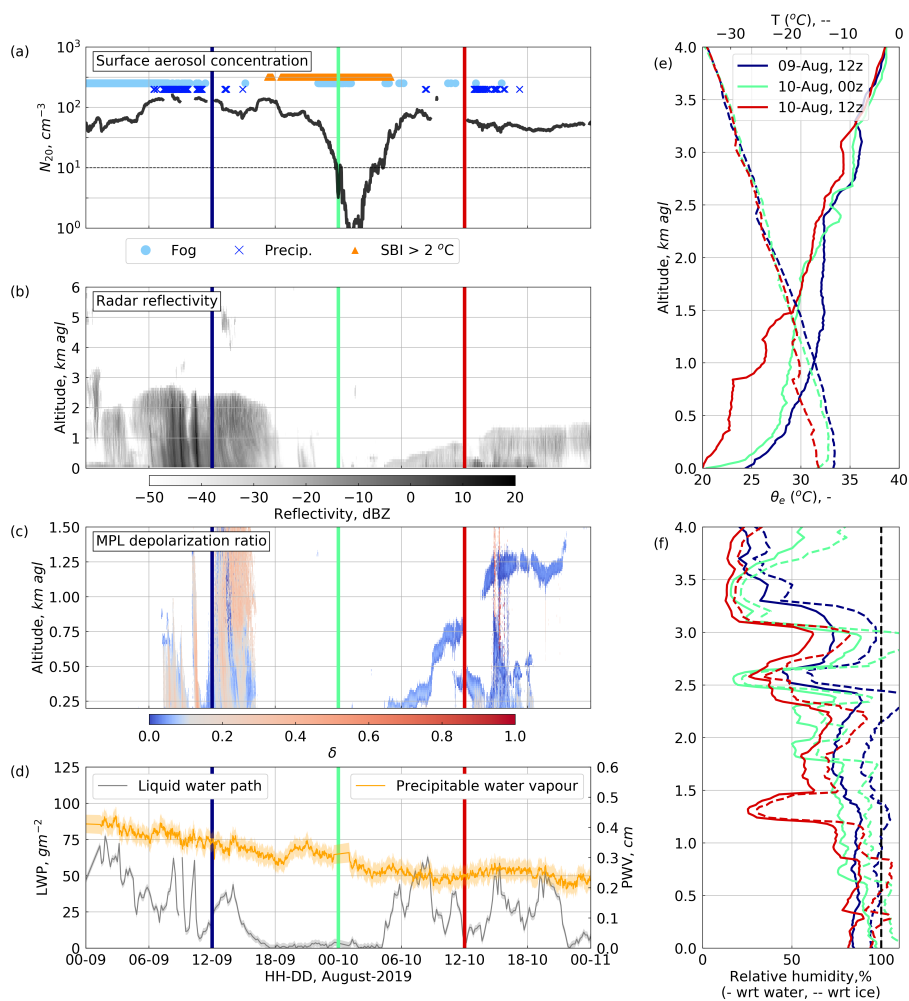 (a)
Surface aerosol concentration
10³
10²
10¹
10⁰
N₂₀, cm⁻³
Fog
Precip.
SBI > 2 °C
(b)
Radar reflectivity
6
5
4
3
2
1
0
Altitude, km agl
−50 −40 −30 −20 −10 0 10 20
Reflectivity, dBZ
(c)
MPL depolarization ratio
1.50
1.25
1.00
0.75
0.50
0.25
Altitude, km agl
0.0 0.2 0.4 0.6 0.8 1.0
δ
(d)
Liquid water path
Precipitable water vapour
125
100
75
50
25
0
LWP, gm⁻²
0.6
0.5
0.4
0.3
0.2
0.1
0.0
PWV, cm
00-09 06-09 12-09 18-09 00-10 06-10 12-10 18-10 00-11
HH-DD, August-2019
T (°C), --
−30 −20 −10 0
(e)
09-Aug, 12z
10-Aug, 00z
10-Aug, 12z
4.0
3.5
3.0
2.5
2.0
1.5
1.0
0.5
0.0
Altitude, km agl
20 25 30 35 40
θₑ (°C), -
(f)
4.0
3.5
3.0
2.5
2.0
1.5
1.0
0.5
0.0
0 50 100
Relative humidity,%
(- wrt water, -- wrt ice)